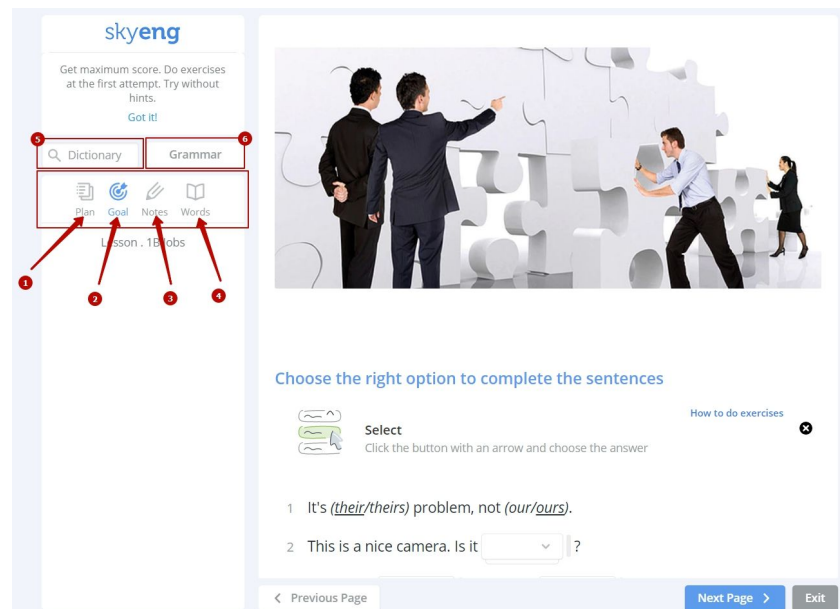 skyeng
Get maximum score. Do exercises
at the first attempt. Try without
hints.
Got it!
5
6
Dictionary
Grammar
Plan
Goal
Notes
Words
Lesson . 1B Jobs
1
2
3
4
Choose the right option to complete the sentences
How to do exercises
Select
Click the button with an arrow and choose the answer
1 It's (their/theirs) problem, not (our/ours).
2 This is a nice camera. Is it ?
Previous Page
Next Page
Exit